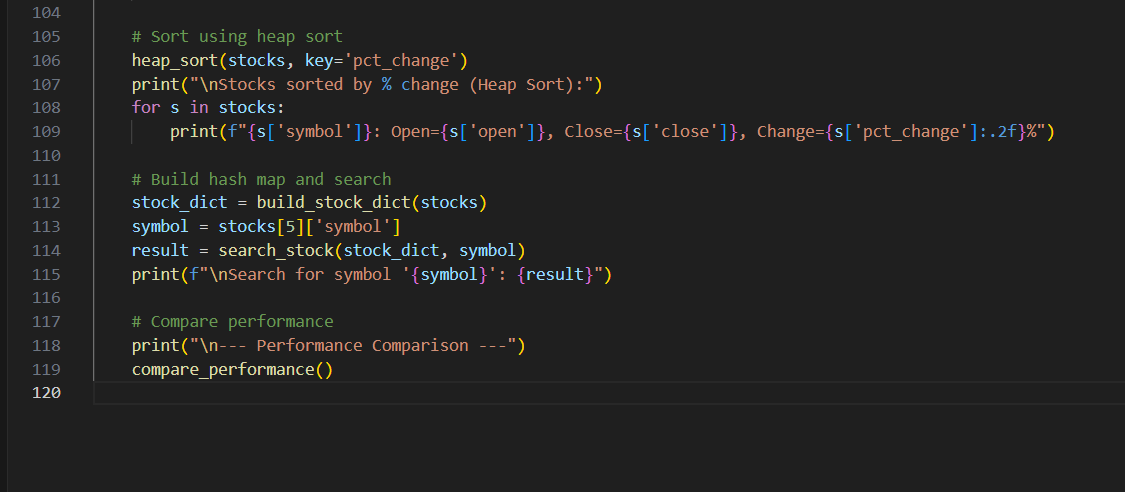 104
105 # Sort using heap sort
106 heap_sort(stocks, key='pct_change')
107 print("\nStocks sorted by % change (Heap Sort):")
108 for s in stocks:
109     print(f"{s['symbol']}: Open={s['open']}, Close={s['close']}, Change={s['pct_change']:.2f}%")
110
111 # Build hash map and search
112 stock_dict = build_stock_dict(stocks)
113 symbol = stocks[5]['symbol']
114 result = search_stock(stock_dict, symbol)
115 print(f"\nSearch for symbol '{symbol}': {result}")
116
117 # Compare performance
118 print("\n--- Performance Comparison ---")
119 compare_performance()
120